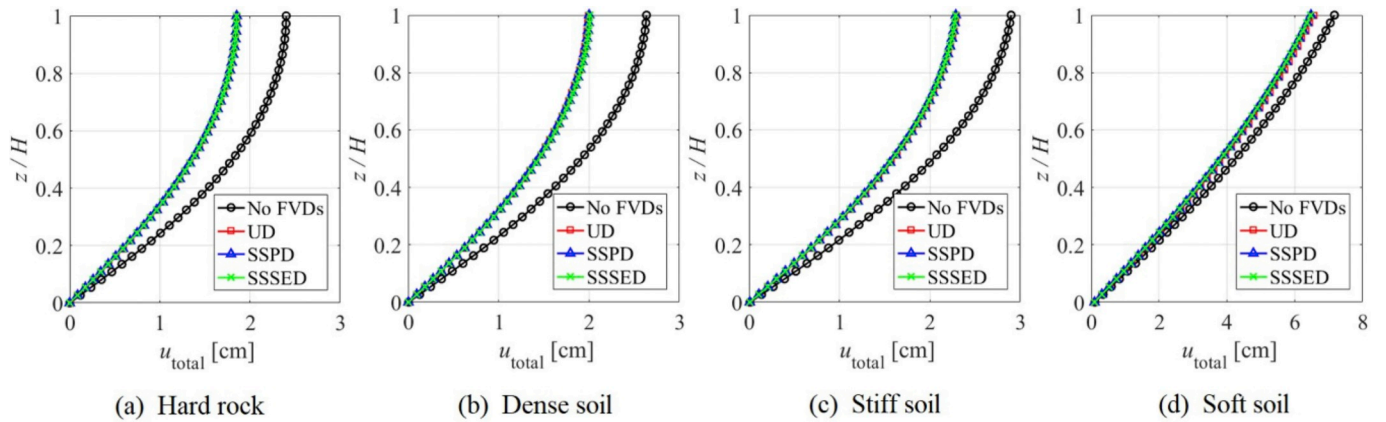 1
0.8
0.6
0.4
0.2
0
z / H
No FVDs
UD
SSPD
SSSED
0 1 2 3
u_total [cm]
(a) Hard rock
1
0.8
0.6
0.4
0.2
0
z / H
No FVDs
UD
SSPD
SSSED
0 1 2 3
u_total [cm]
(b) Dense soil
1
0.8
0.6
0.4
0.2
0
z / H
No FVDs
UD
SSPD
SSSED
0 1 2 3
u_total [cm]
(c) Stiff soil
1
0.8
0.6
0.4
0.2
0
z / H
No FVDs
UD
SSPD
SSSED
0 2 4 6 8
u_total [cm]
(d) Soft soil